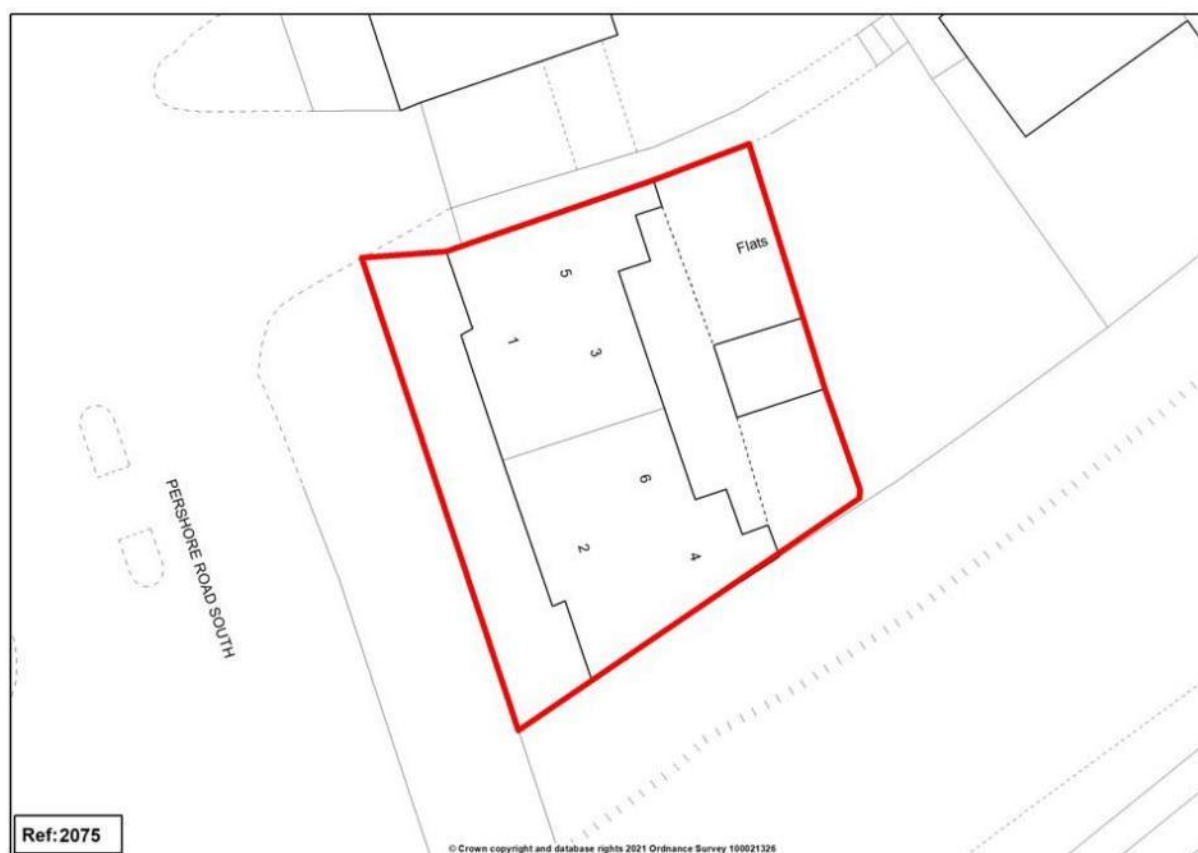 Flats
5
1
3
6
2
4
PERSHORE ROAD SOUTH
Ref:2075
© Crown copyright and database rights 2021 Ordnance Survey 100021326